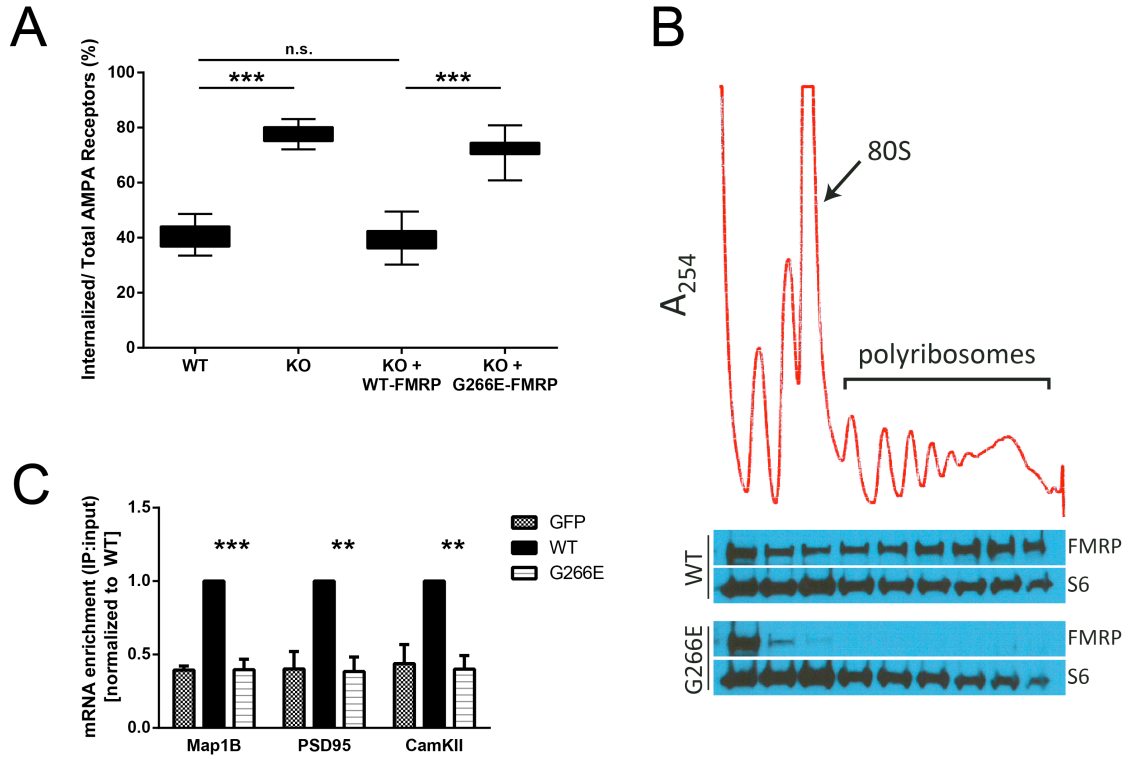 A
Internalized/ Total AMPA Receptors (%)
100
80
60
40
20
0
n.s.
***
***
WT
KO
KO +
WT-FMRP
KO +
G266E-FMRP
B
A254
80S
polyribosomes
WT
FMRP
S6
G266E
FMRP
S6
C
mRNA enrichment (IP:input)
[normalized to WT]
1.5
1.0
0.5
0.0
***
**
**
Map1B
PSD95
CamKII
GFP
WT
G266E